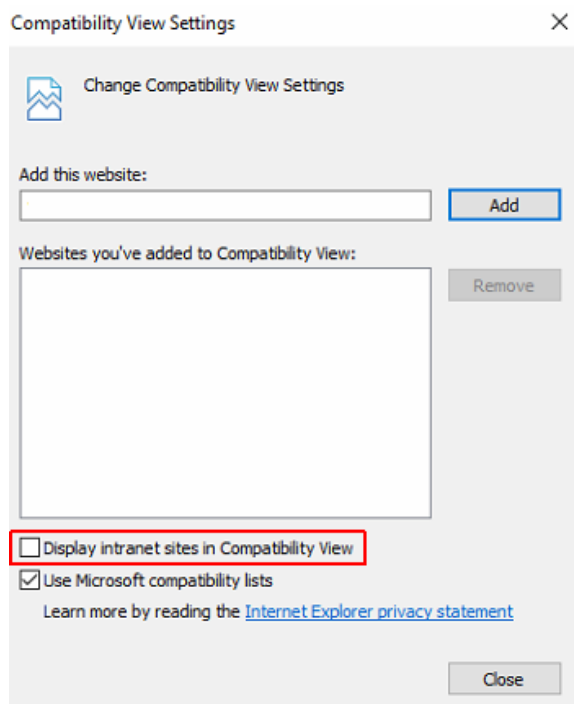 Compatibility View Settings
Change Compatibility View Settings
Add this website:
Add
Websites you've added to Compatibility View:
Remove
Display intranet sites in Compatibility View
Use Microsoft compatibility lists
Learn more by reading the Internet Explorer privacy statement
Close